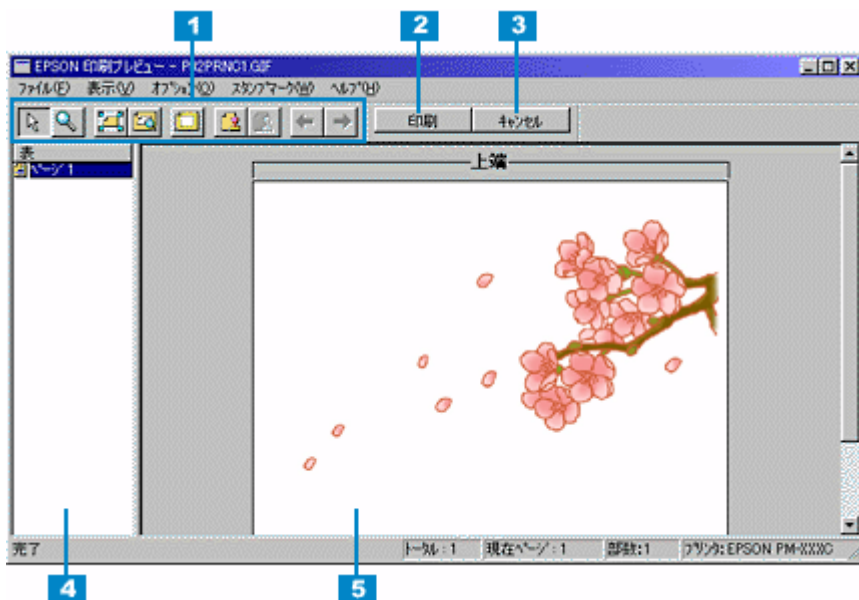 1 2 3
EPSON 印刷プレビュー - P02PRNC1.GIF
ファイル(F) 表示(V) オプション(O) スタンプマーク(W) ヘルプ(H)
印刷 キャンセル
表
ページ 1
上端
完了 トータル : 1 現在ページ : 1 部数:1 プリンタ: EPSON PM-XXXC
4 5